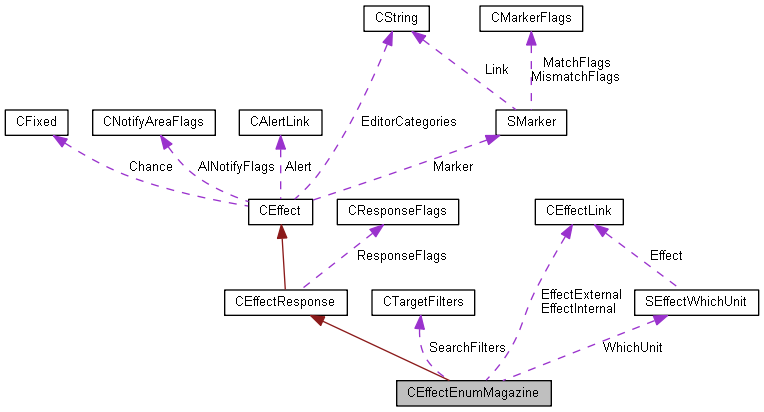 CString
CMarkerFlags
MatchFlags
MismatchFlags
Link
CFixed
CNotifyAreaFlags
CAlertLink
EditorCategories
SMarker
Chance
AINotifyFlags
Alert
Marker
CEffect
CResponseFlags
CEffectLink
ResponseFlags
Effect
CEffectResponse
CTargetFilters
EffectExternal
EffectInternal
SEffectWhichUnit
SearchFilters
WhichUnit
CEffectEnumMagazine